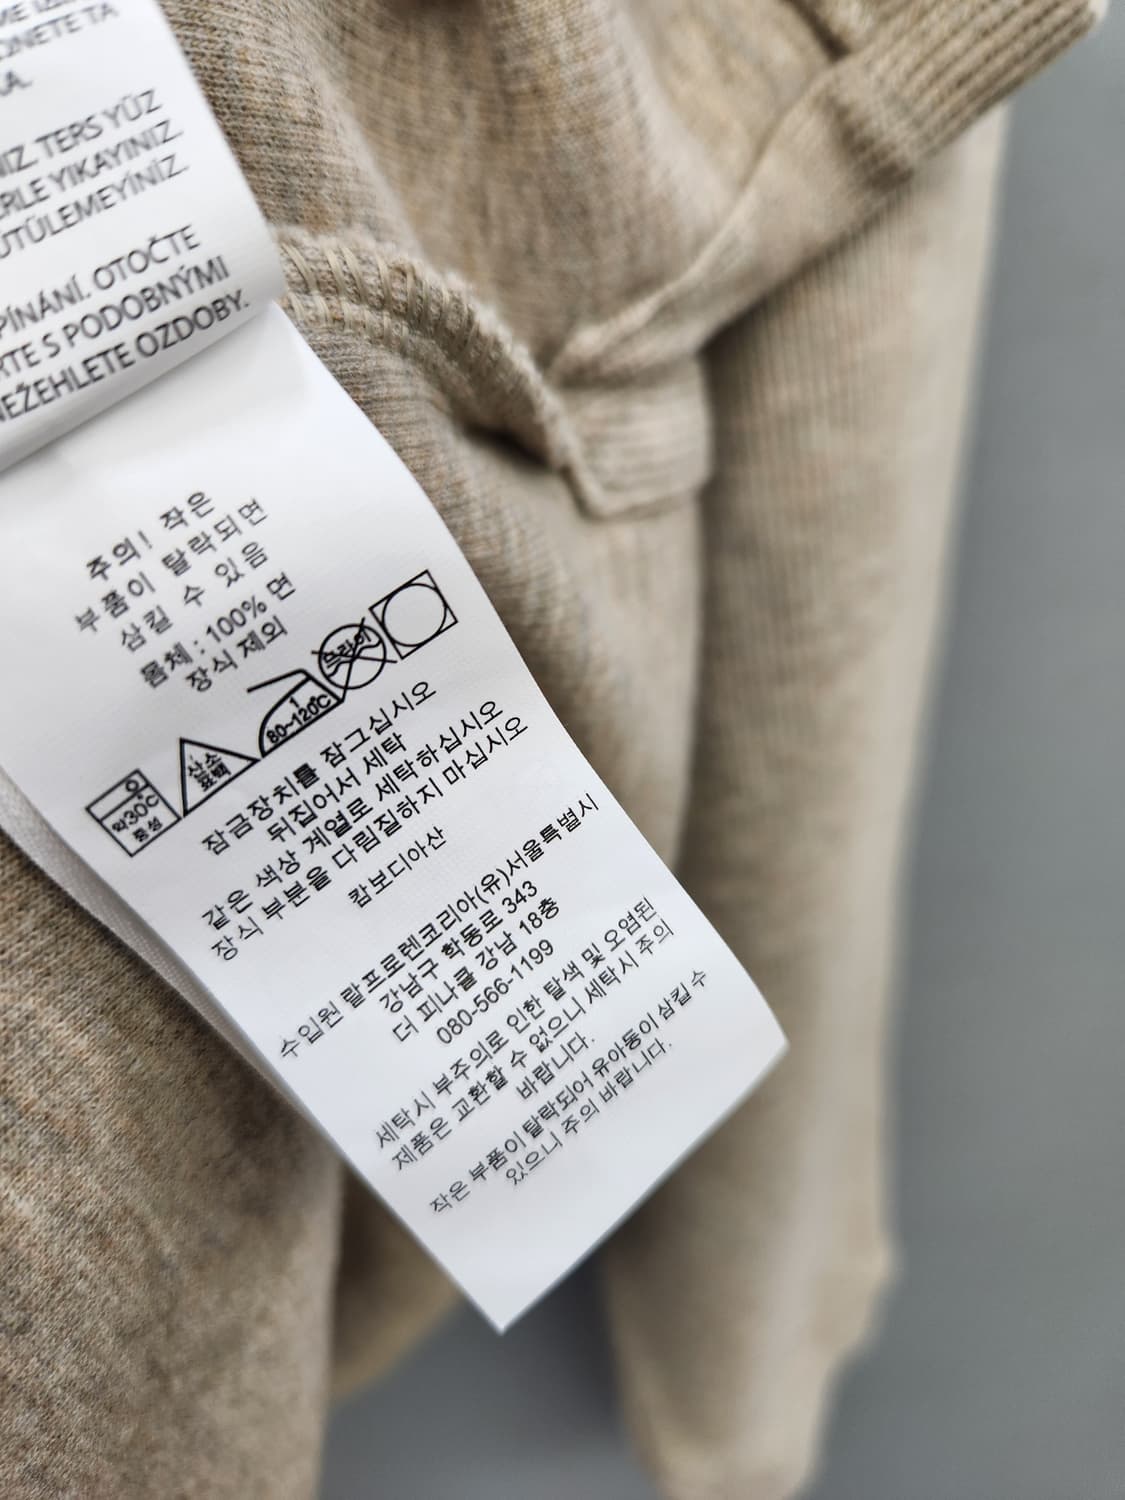 ONETE TA
TERS YÜZ
YIKAYINIZ
ÜTÜLEMEYİNİZ.
OTOČTE
S PODOBNÝMI
NEŽEHLETE OZDOBY.
주의! 작은
부품이 탈락되면
삼킬 수 있음
몸체 : 100% 면
장식 제외
약30℃
중성
산소
표백
80~120℃
드라이
잠금장치를 잠그십시오
뒤집어서 세탁
같은 색상 계열로 세탁하십시오
장식 부분을 다림질하지 마십시오
캄보디아산
수입원 랄프로렌코리아(유)서울특별시
강남구 학동로 343
더 피나클 강남 18층
080-566-1199
세탁시 부주의로 인한 탈색 및 오염된
제품은 교환할 수 없으니 세탁시 주의
바랍니다.
작은 부품이 탈락되어 유아동이 삼킬 수
있으니 주의 바랍니다.